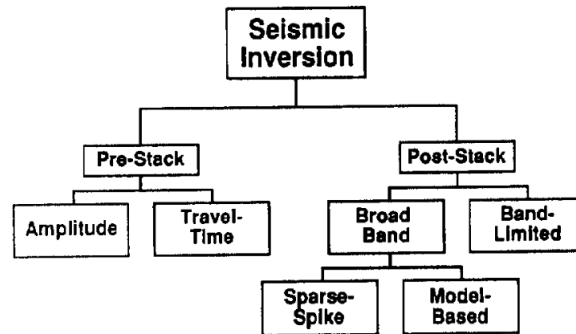 Seismic
Inversion
Pre-Stack
Post-Stack
Amplitude
Travel-
Time
Broad
Band
Band-
Limited
Sparse-
Spike
Model-
Based